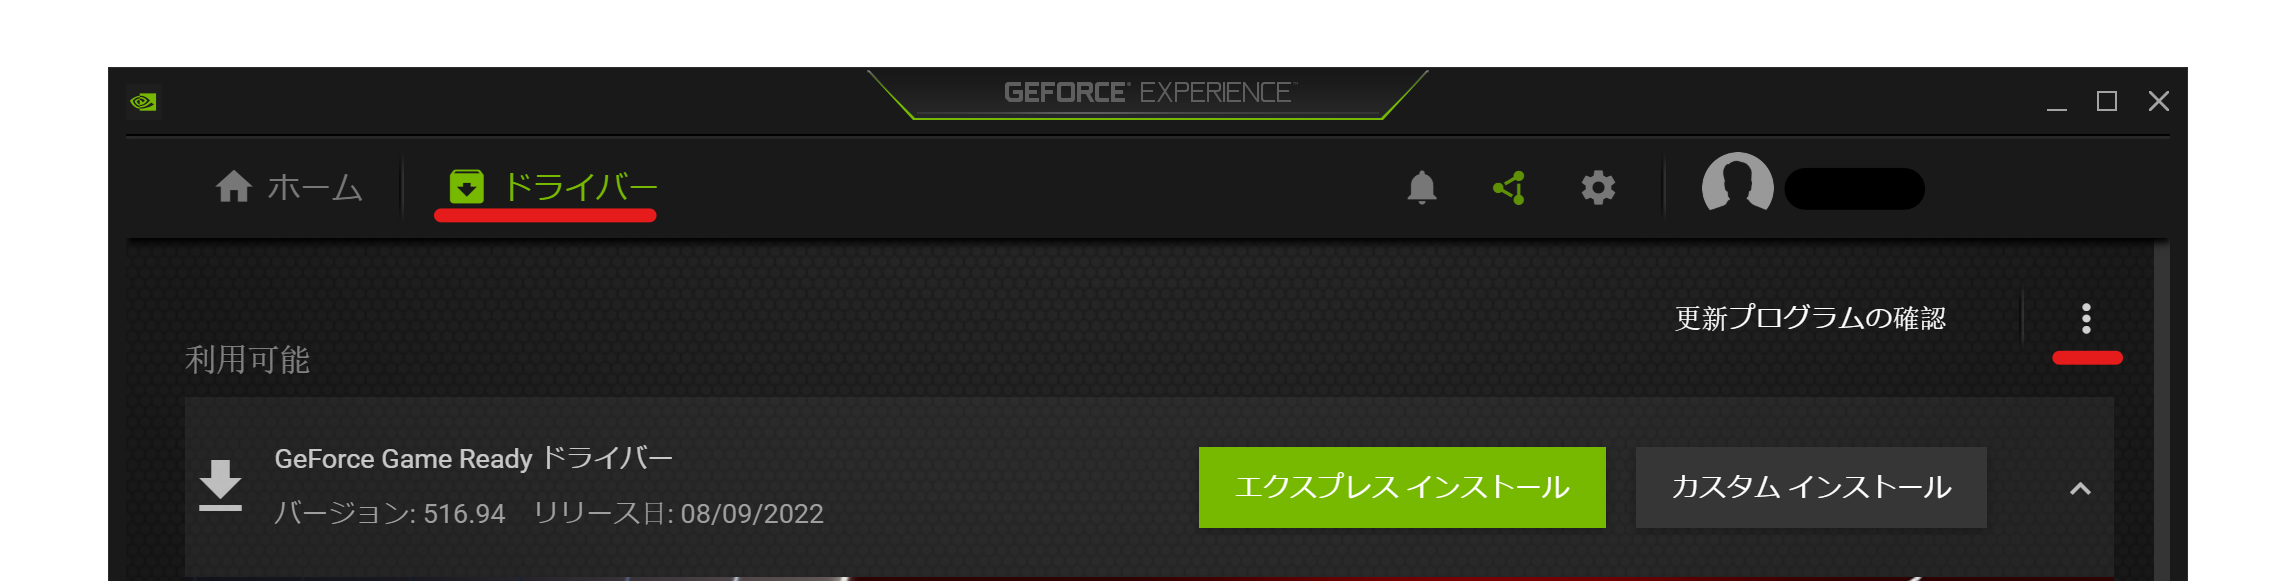 GEFORCE® EXPERIENCE™
ホーム
ドライバー
更新プログラムの確認
利用可能
GeForce Game Ready ドライバー
バージョン: 516.94 リリース日: 08/09/2022
エクスプレス インストール
カスタム インストール